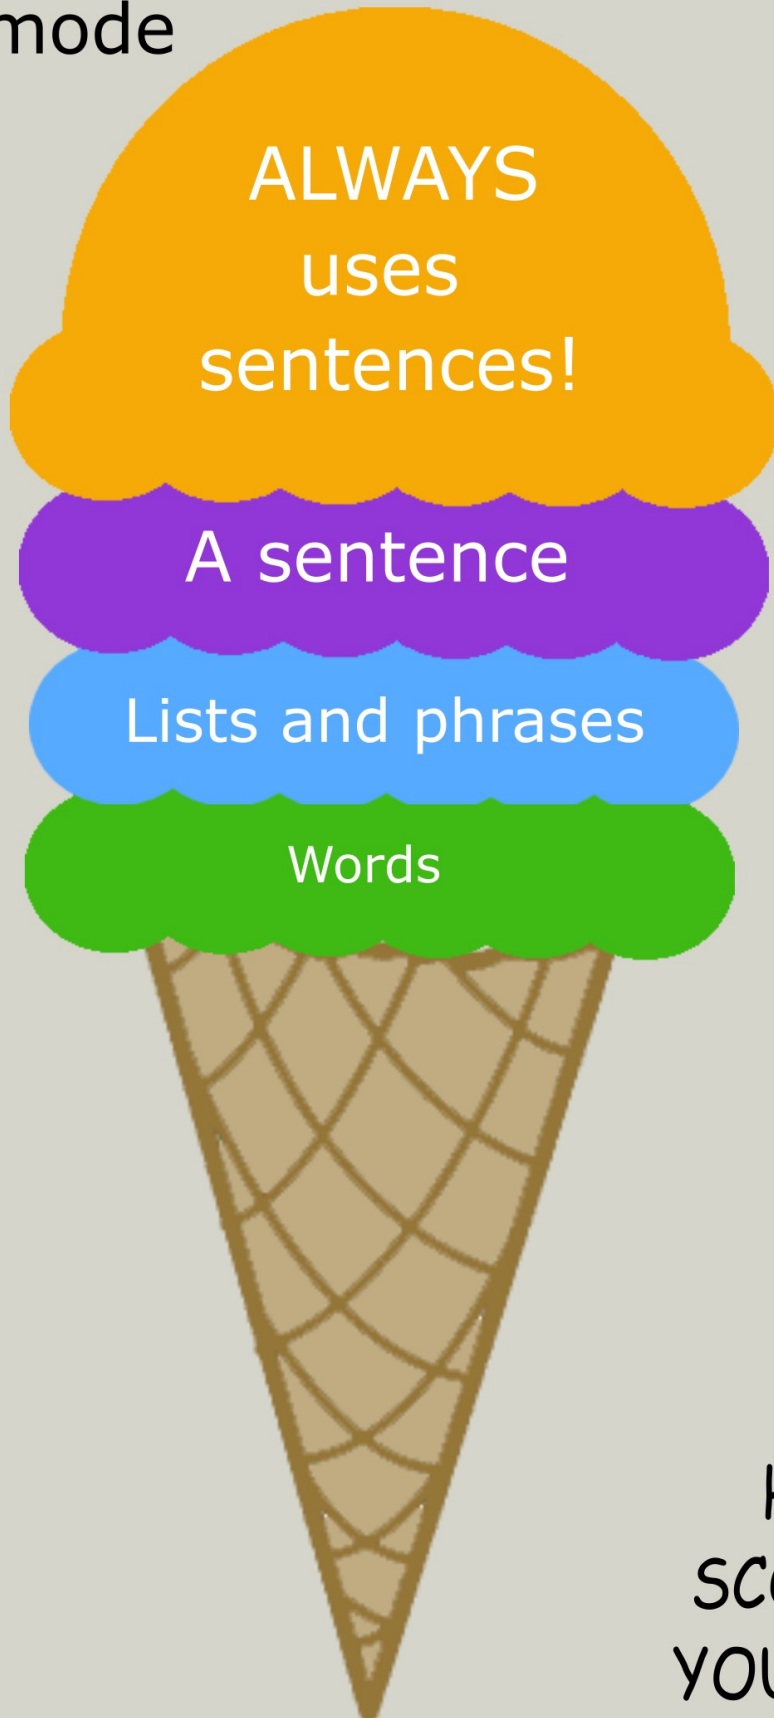 mode
ALWAYS
uses
sentences!
A sentence
Lists and phrases
Words